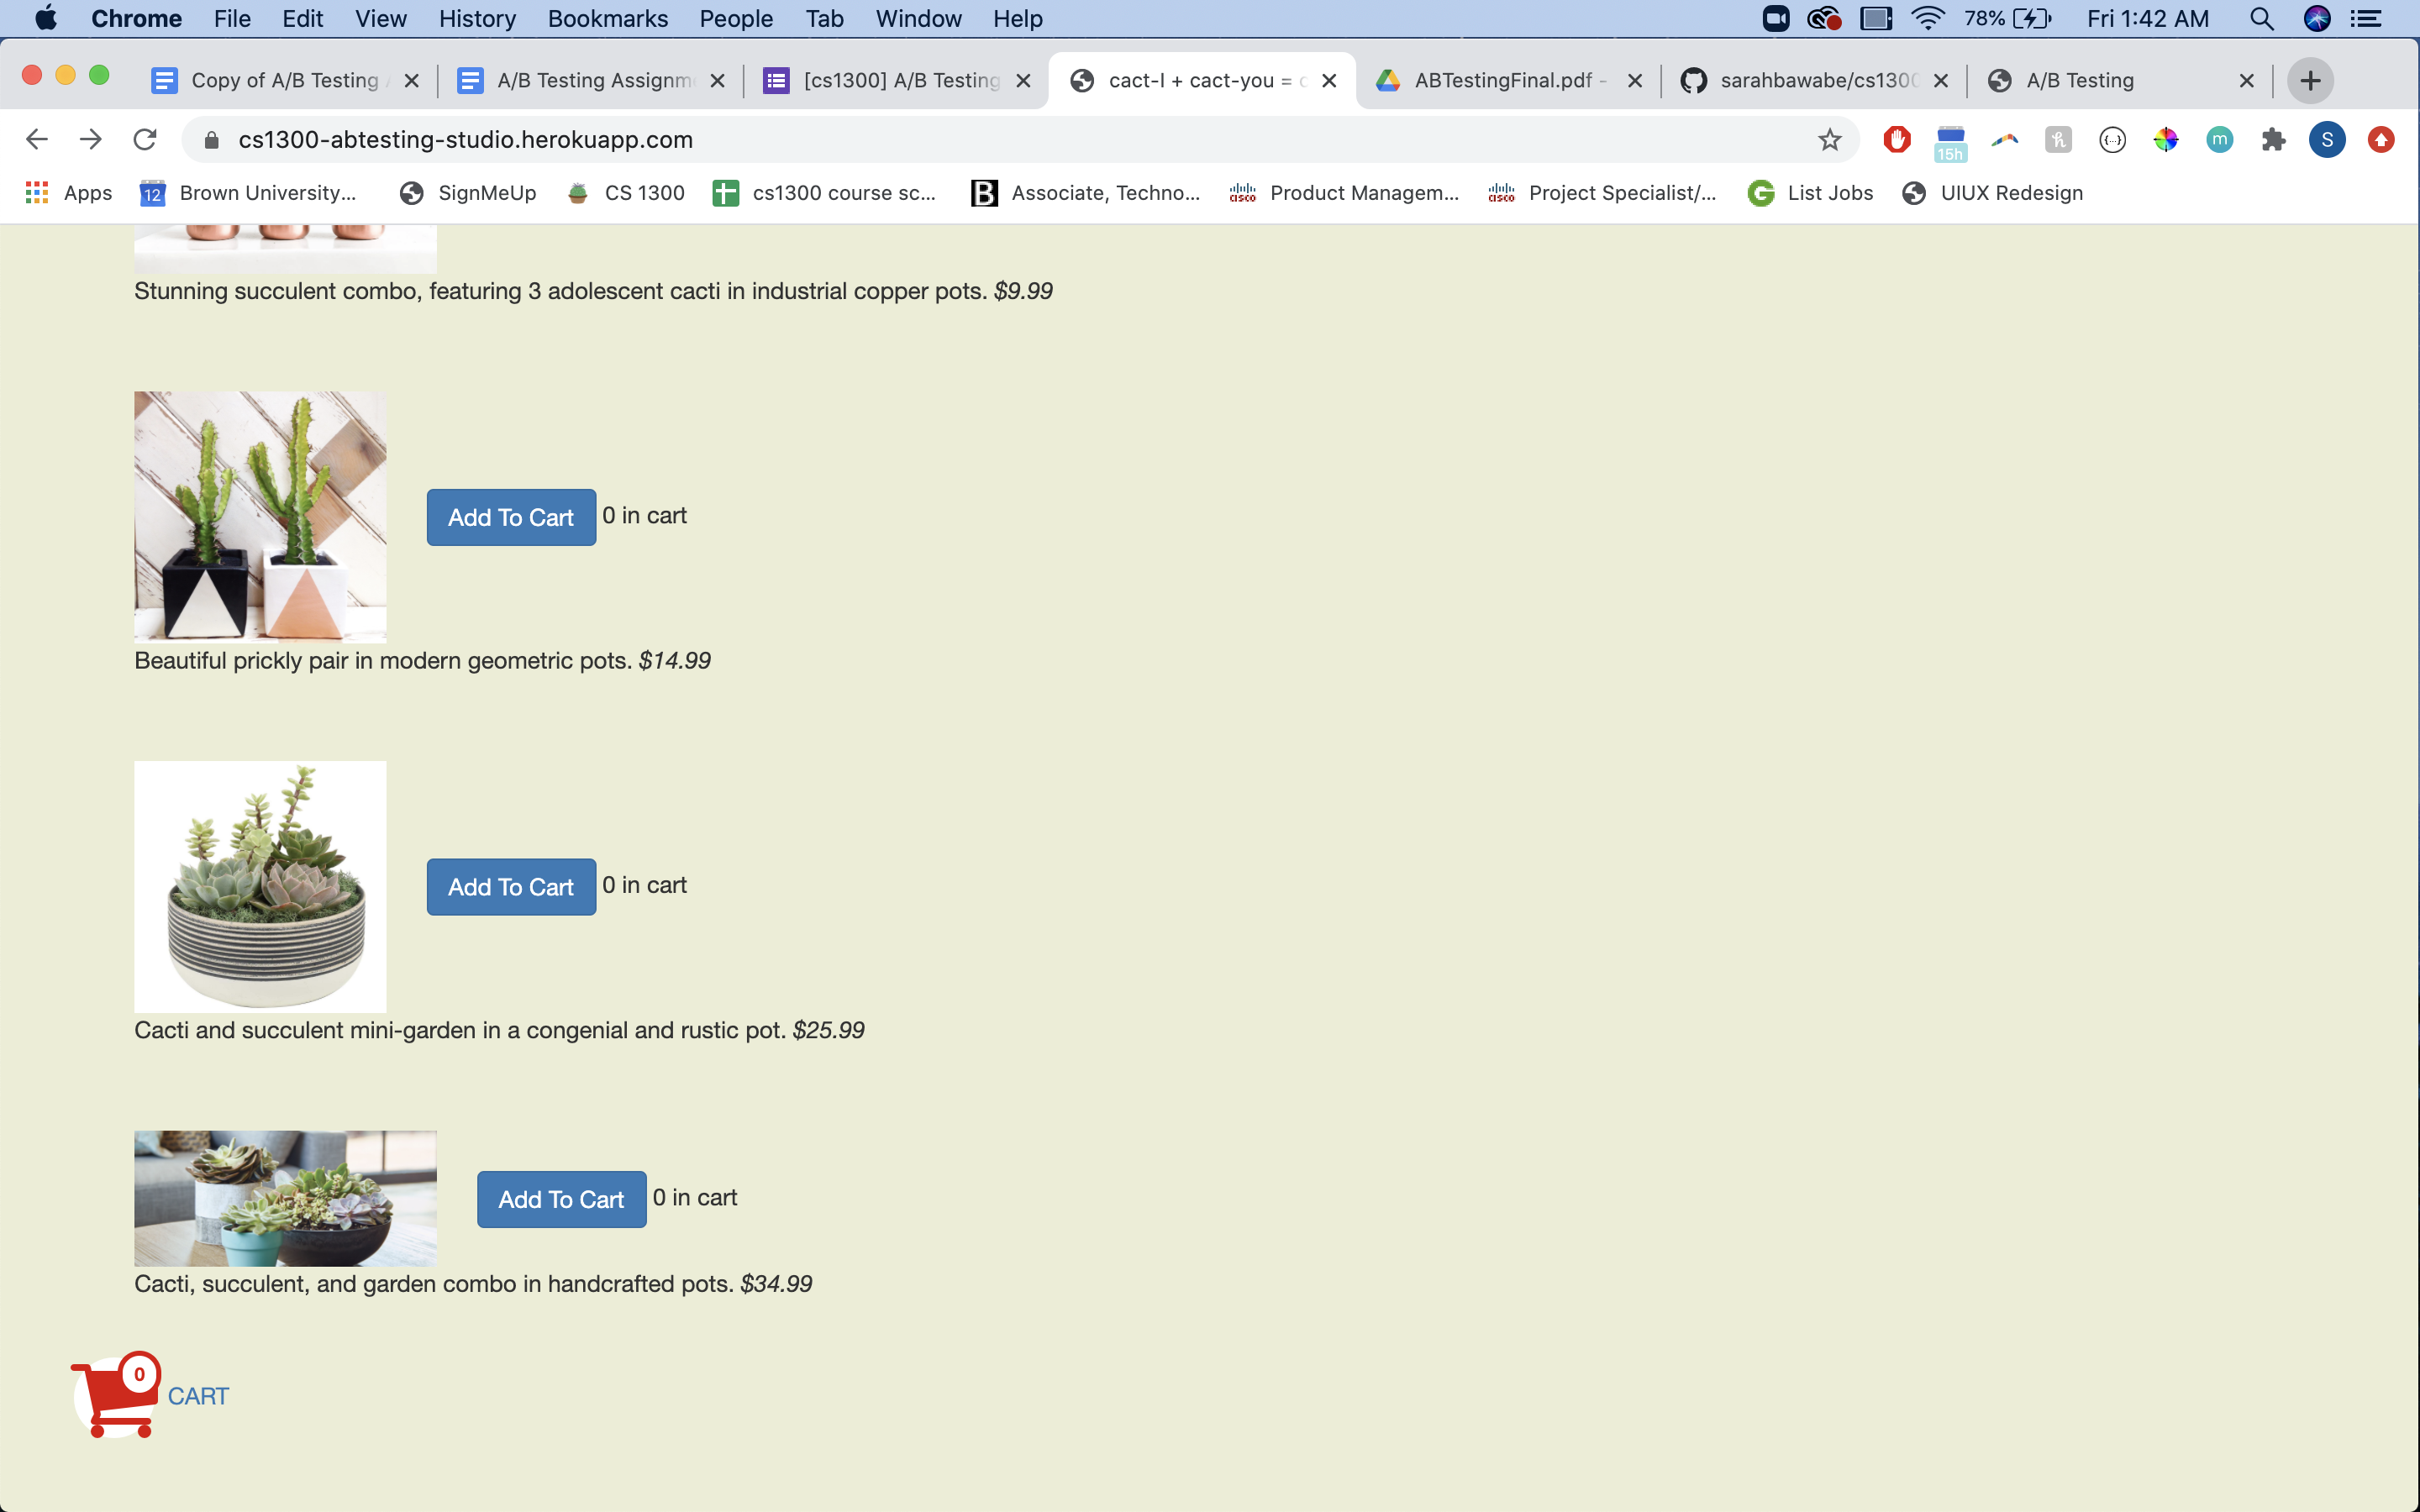 Chrome File Edit View History Bookmarks People Tab Window Help 78% Fri 1:42 AM
Copy of A/B Testing A/B Testing Assignm [cs1300] A/B Testing cact-I + cact-you = ABTestingFinal.pdf - sarahbawabe/cs1300 A/B Testing
cs1300-abtesting-studio.herokuapp.com 15h h {...} m S
Apps 12 Brown University... SignMeUp CS 1300 cs1300 course sc... B Associate, Techno... cisco Product Managem... cisco Project Specialist/... G List Jobs UIUX Redesign
Stunning succulent combo, featuring 3 adolescent cacti in industrial copper pots. $9.99
Add To Cart 0 in cart
Beautiful prickly pair in modern geometric pots. $14.99
Add To Cart 0 in cart
Cacti and succulent mini-garden in a congenial and rustic pot. $25.99
Add To Cart 0 in cart
Cacti, succulent, and garden combo in handcrafted pots. $34.99
0 CART